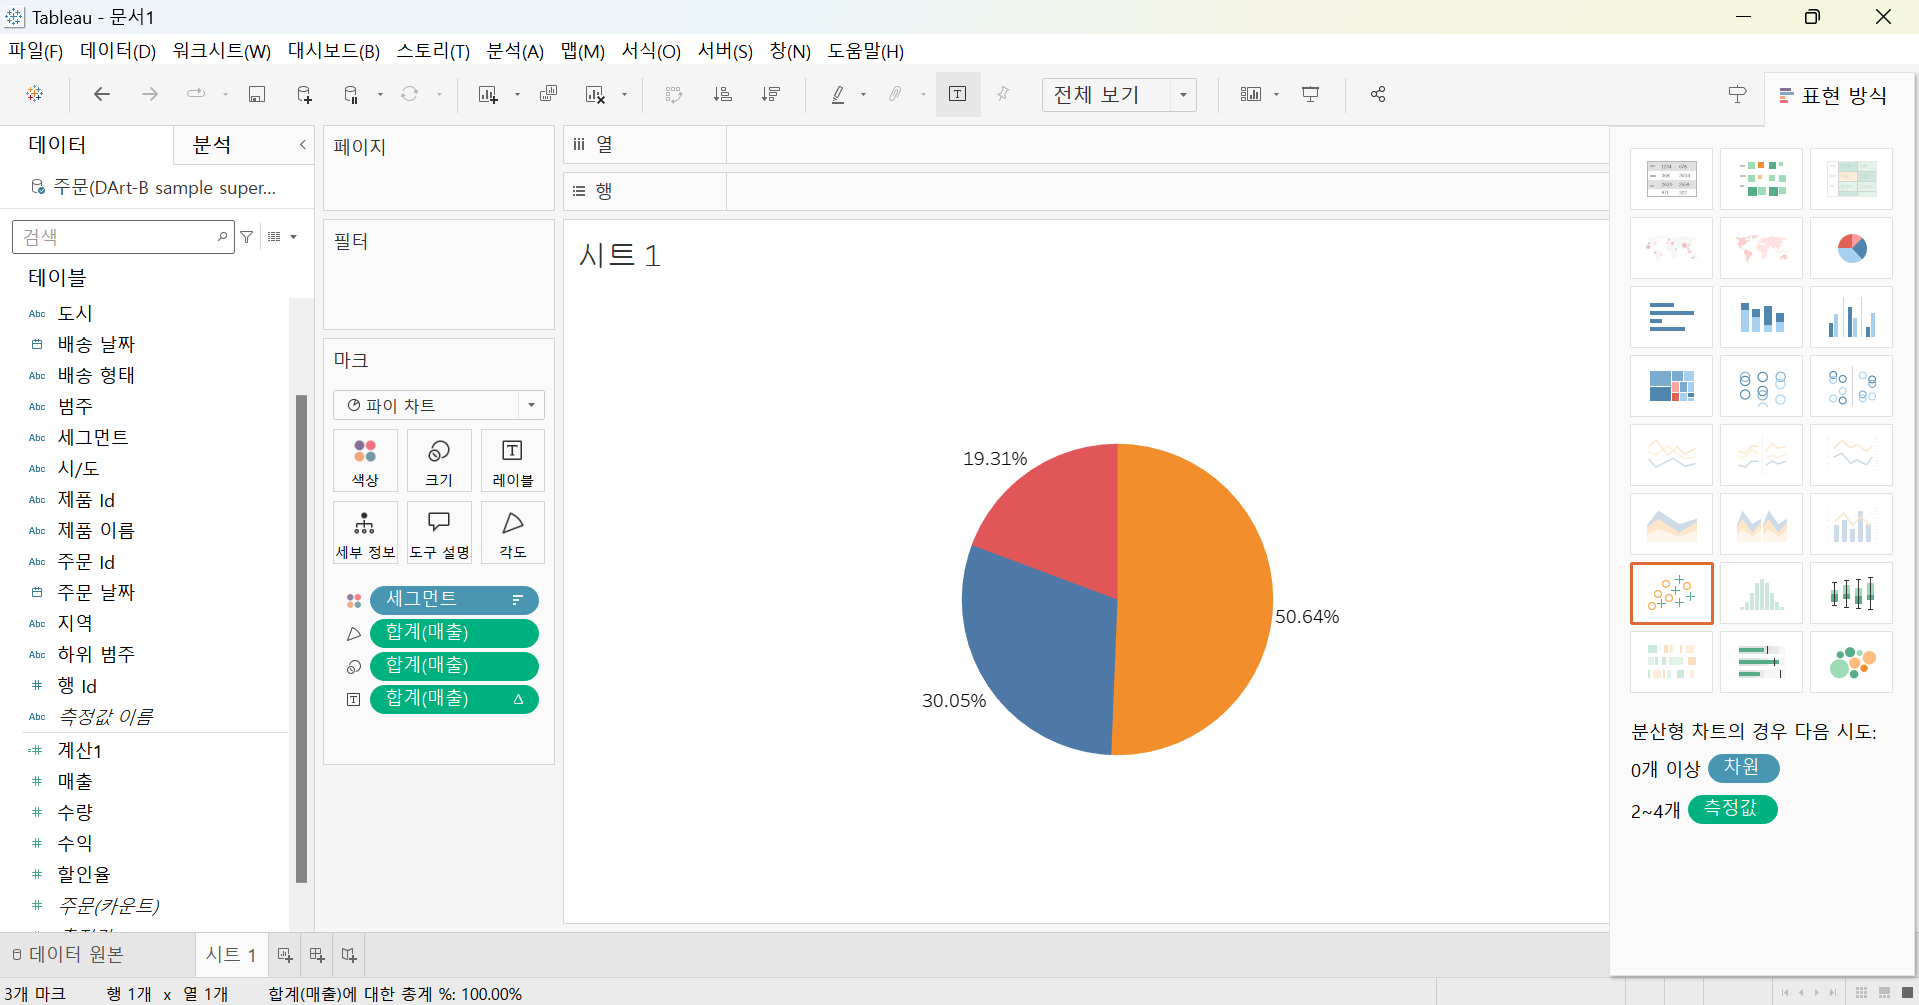 Tableau - 문서1
파일(F) 데이터(D) 워크시트(W) 대시보드(B) 스토리(T) 분석(A) 맵(M) 서식(O) 서버(S) 창(N) 도움말(H)
전체 보기
표현 방식
데이터 분석
주문(DArt-B sample super...
검색
테이블
Abc 도시
배송 날짜
Abc 배송 형태
Abc 범주
Abc 세그먼트
Abc 시/도
Abc 제품 Id
Abc 제품 이름
Abc 주문 Id
주문 날짜
Abc 지역
Abc 하위 범주
# 행 Id
Abc 측정값 이름
=# 계산1
# 매출
# 수량
# 수익
# 할인율
# 주문(카운트)
페이지
필터
마크
파이 차트
색상 크기 레이블
세부 정보 도구 설명 각도
세그먼트
합계(매출)
합계(매출)
합계(매출)
열
행
시트 1
19.31%
50.64%
30.05%
분산형 차트의 경우 다음 시도:
0개 이상 차원
2~4개 측정값
데이터 원본 시트 1
3개 마크 행 1개 x 열 1개 합계(매출)에 대한 총계 %: 100.00%